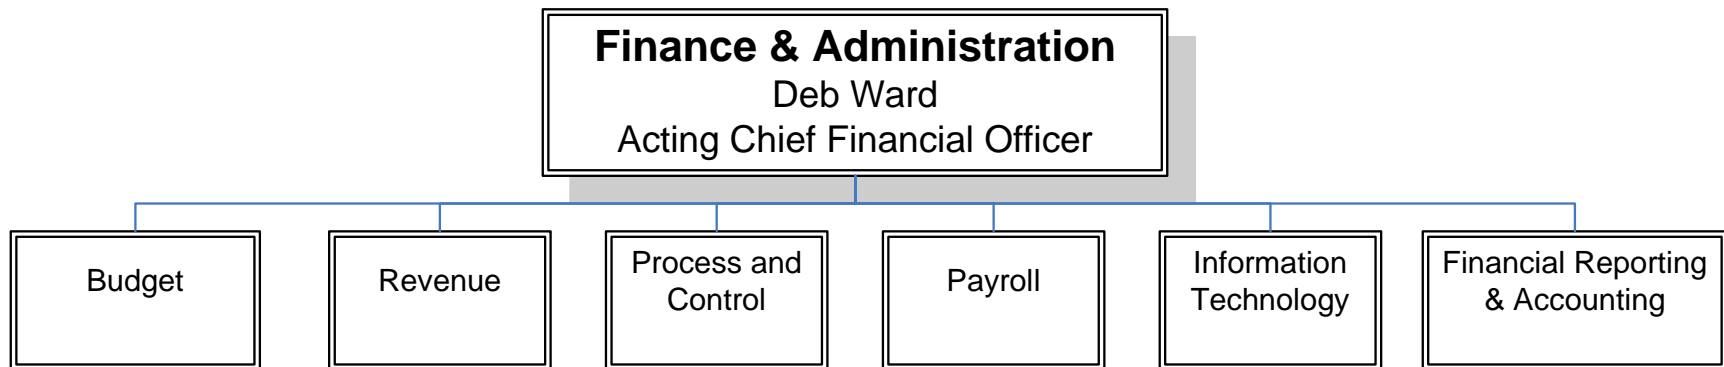 Finance & Administration
Deb Ward
Acting Chief Financial Officer
Budget
Revenue
Process and
Control
Payroll
Information
Technology
Financial Reporting
& Accounting